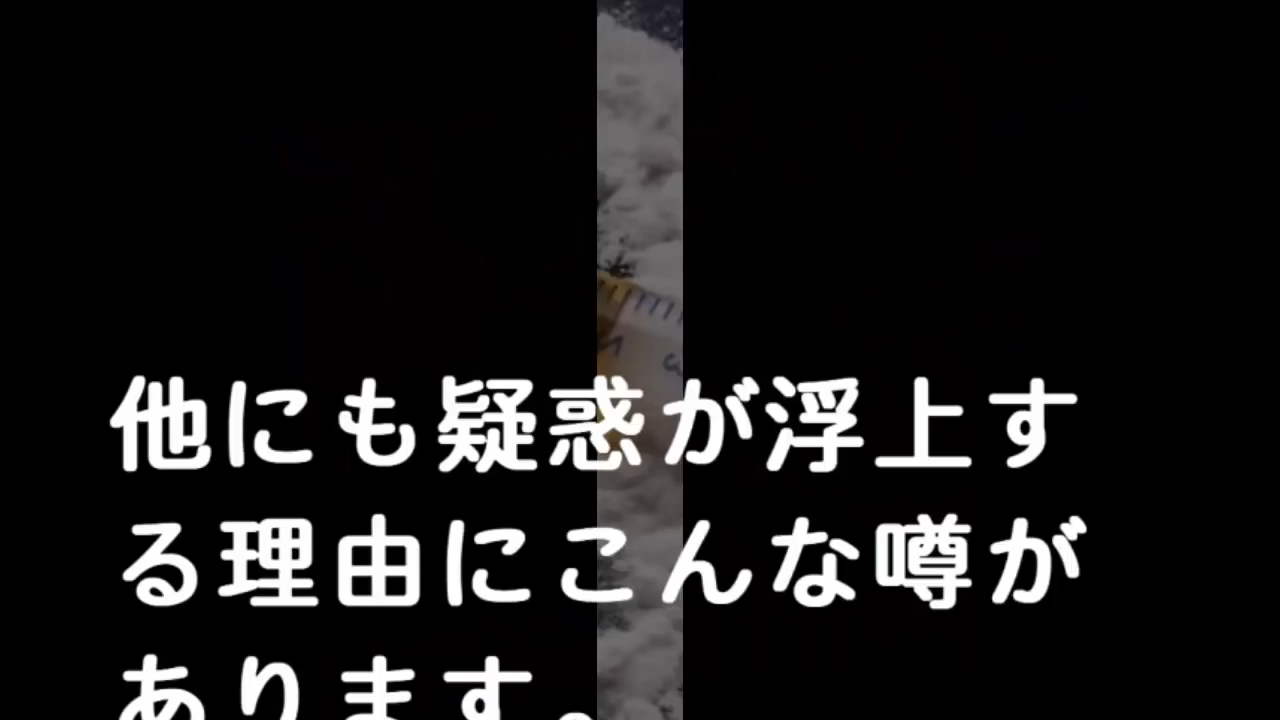 他にも疑惑が浮上す
る理由にこんな噂が
あります。